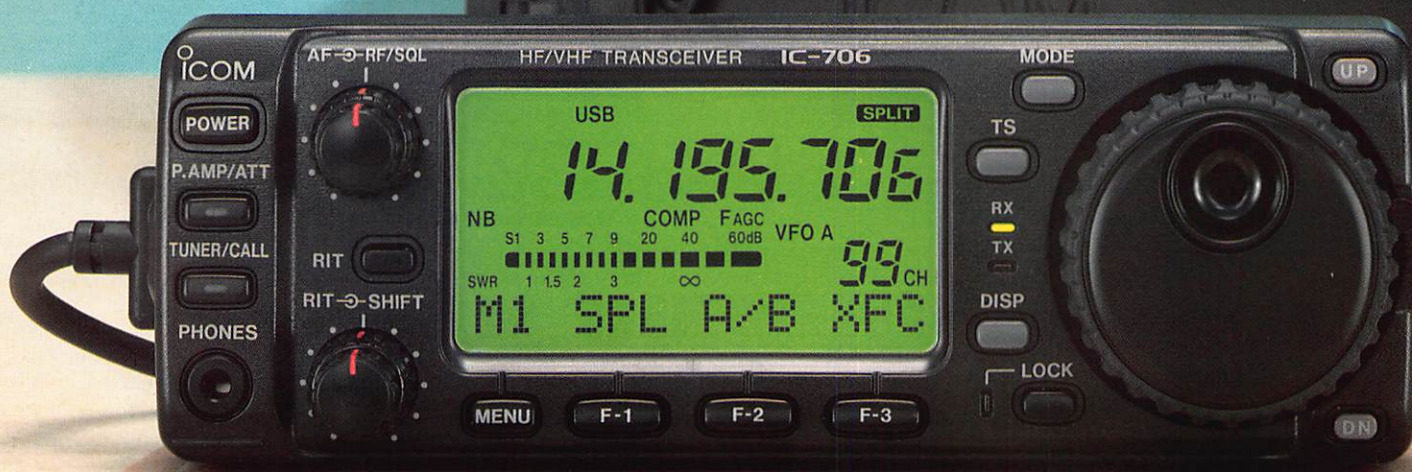 ICOM
POWER
P.AMP/ATT
TUNER/CALL
PHONES
AF RF/SQL
RIT
RIT SHIFT
HF/VHF TRANSCEIVER IC-706
USB SPLIT
14.195.706
NB COMP FAGC
S1 3 5 7 9 20 40 60dB VFO A
99 CH
SWR 1 1.5 2 3 ∞
M1 SPL A/B XFC
MENU F-1 F-2 F-3
MODE
TS
RX
TX
DISP
LOCK
UP
DN